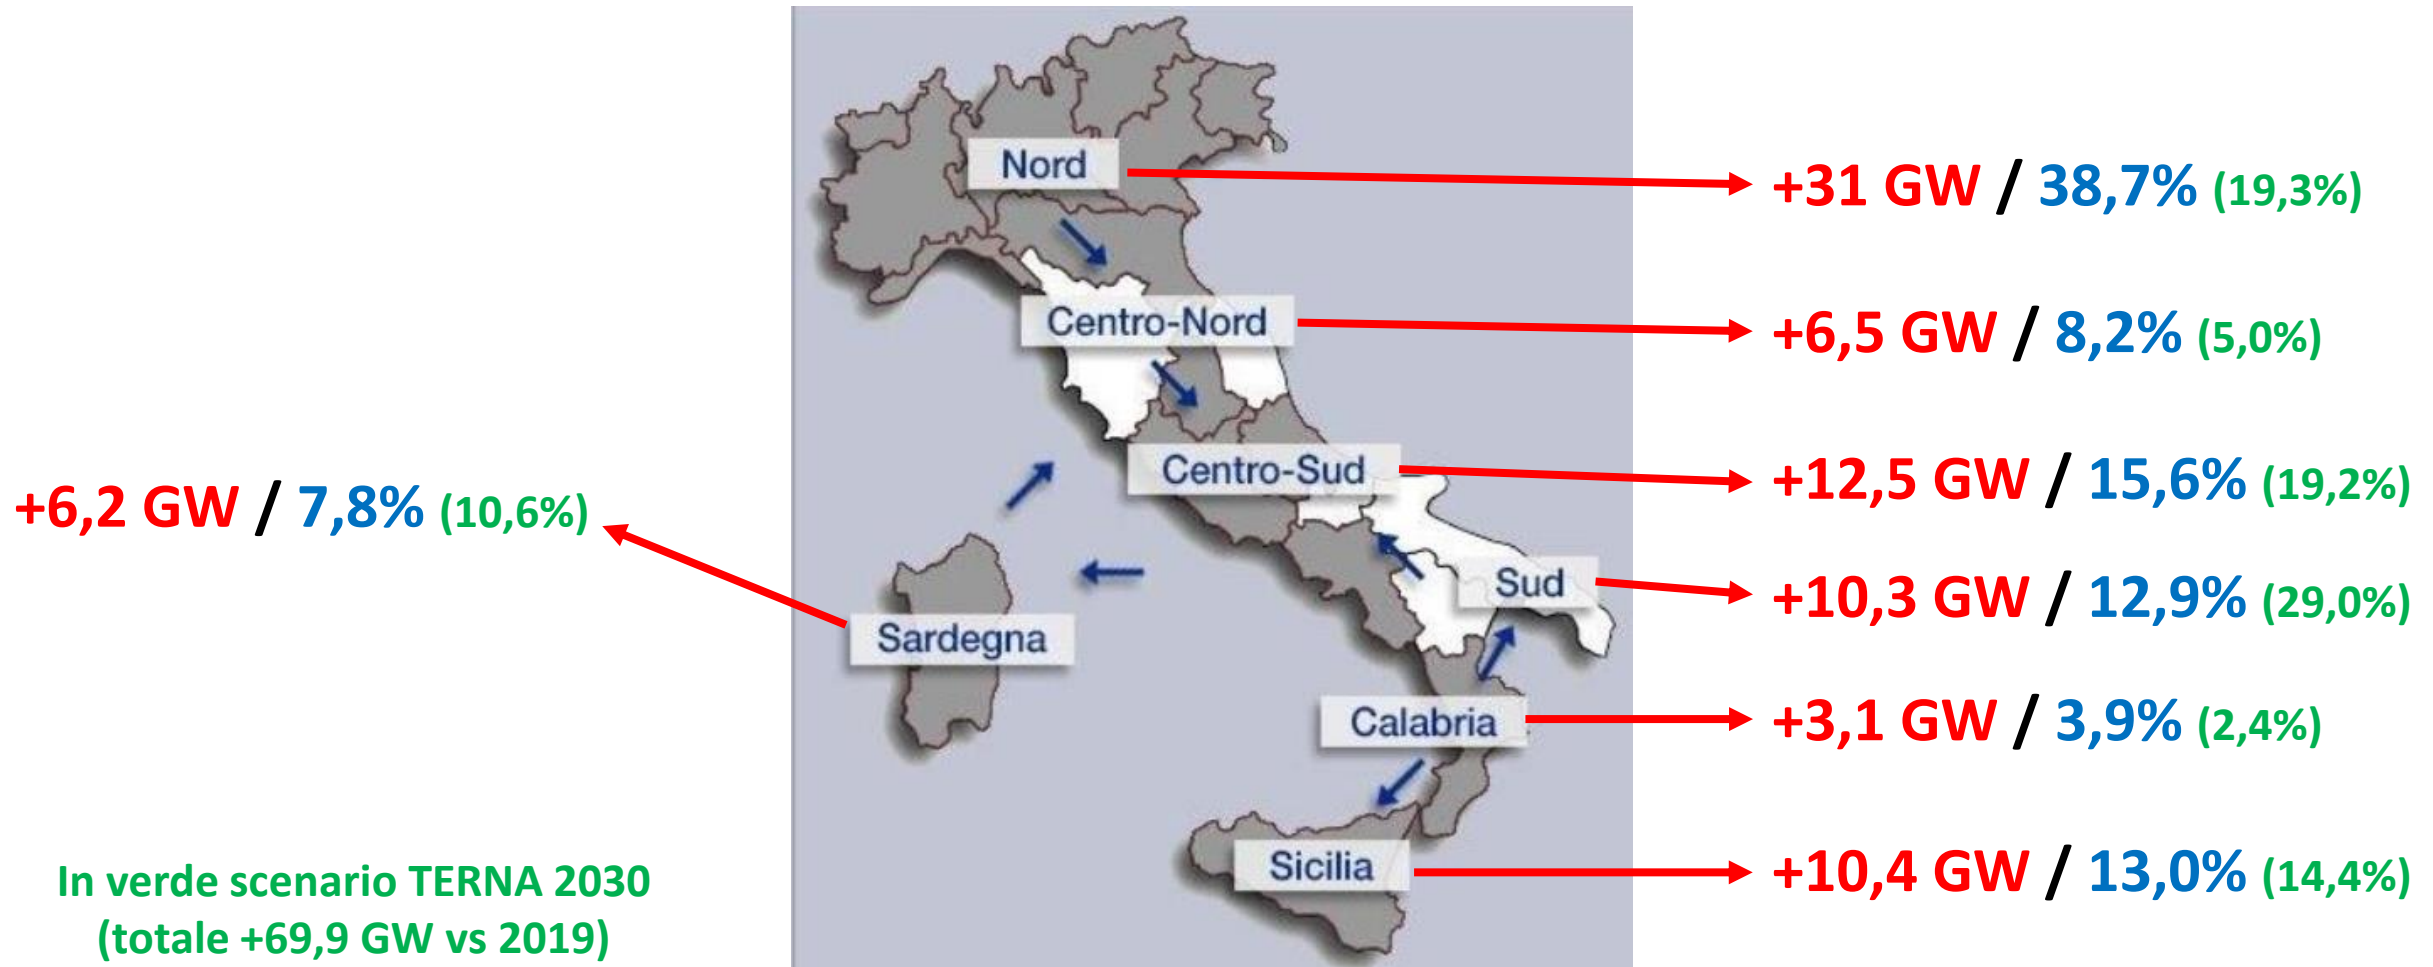 Nord
+31 GW / 38,7% (19,3%)
Centro-Nord
+6,5 GW / 8,2% (5,0%)
Centro-Sud
+12,5 GW / 15,6% (19,2%)
+6,2 GW / 7,8% (10,6%)
Sud
+10,3 GW / 12,9% (29,0%)
Sardegna
Calabria
+3,1 GW / 3,9% (2,4%)
Sicilia
+10,4 GW / 13,0% (14,4%)
In verde scenario TERNA 2030
(totale +69,9 GW vs 2019)